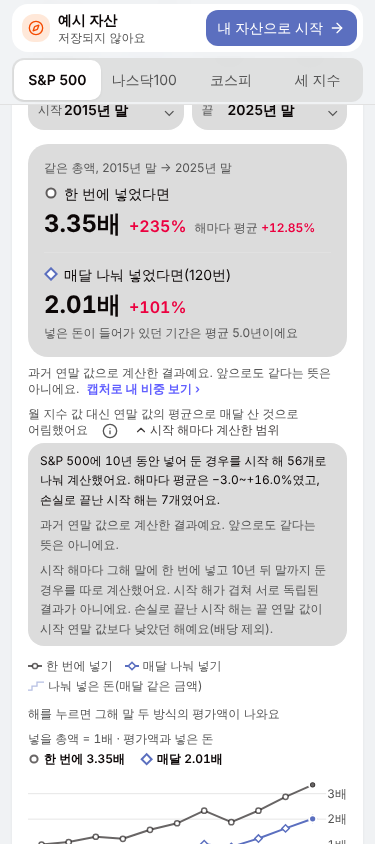 예시 자산
저장되지 않아요
내 자산으로 시작 →
S&P 500 나스닥100 코스피 세 지수
시작 2015년 말 끝 2025년 말
같은 총액, 2015년 말 → 2025년 말
한 번에 넣었다면
3.35배 +235% 해마다 평균 +12.85%
매달 나눠 넣었다면(120번)
2.01배 +101%
넣은 돈이 들어가 있던 기간은 평균 5.0년이에요
과거 연말 값으로 계산한 결과예요. 앞으로도 같다는 뜻은
아니에요. 캡처로 내 비중 보기 ›
월 지수 값 대신 연말 값의 평균으로 매달 산 것으로
어림했어요 시작 해마다 계산한 범위
S&P 500에 10년 동안 넣어 둔 경우를 시작 해 56개로
나눠 계산했어요. 해마다 평균은 −3.0~+16.0%였고,
손실로 끝난 시작 해는 7개였어요.
과거 연말 값으로 계산한 결과예요. 앞으로도 같다는
뜻은 아니에요.
시작 해마다 그해 말에 한 번에 넣고 10년 뒤 말까지 둔
경우를 따로 계산했어요. 시작 해가 겹쳐 서로 독립된
결과가 아니에요. 손실로 끝난 시작 해는 끝 연말 값이
시작 연말 값보다 낮았던 해예요(배당 제외).
한 번에 넣기 매달 나눠 넣기
나눠 넣은 돈(매달 같은 금액)
해를 누르면 그해 말 두 방식의 평가액이 나와요
넣을 총액 = 1배 · 평가액과 넣은 돈
한 번에 3.35배 매달 2.01배
3배
2배
1배